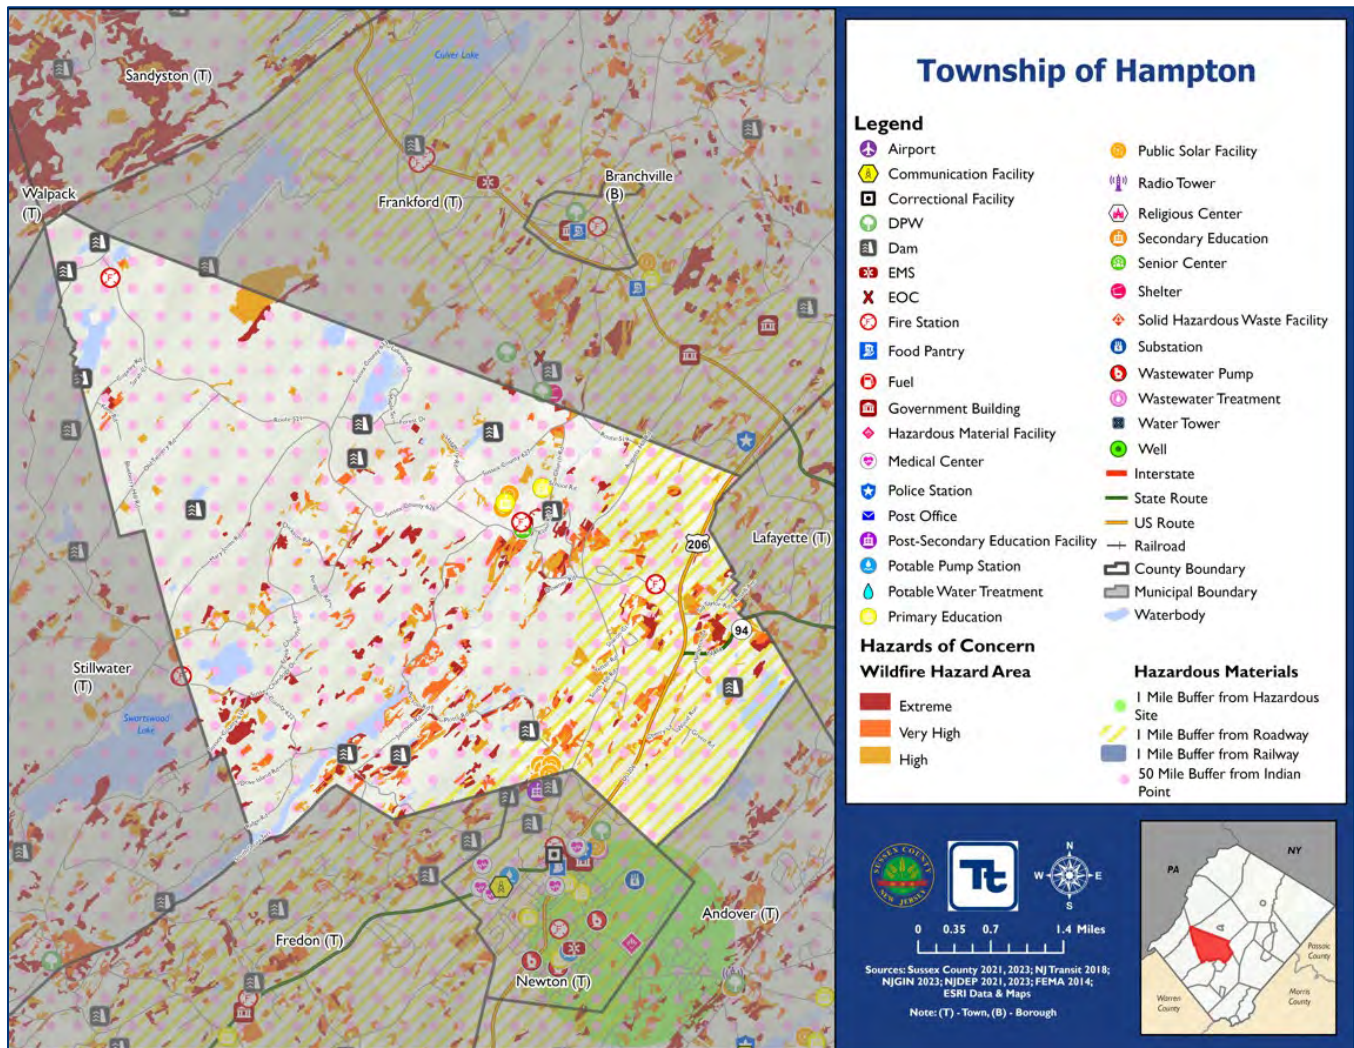 Township of Hampton
Legend
Airport
Communication Facility
Correctional Facility
DPW
Dam
EMS
EOC
Fire Station
Food Pantry
Fuel
Government Building
Hazardous Material Facility
Medical Center
Police Station
Post Office
Post-Secondary Education Facility
Potable Pump Station
Potable Water Treatment
Primary Education
Public Solar Facility
Radio Tower
Religious Center
Secondary Education
Senior Center
Shelter
Solid Hazardous Waste Facility
Substation
Wastewater Pump
Wastewater Treatment
Water Tower
Well
Interstate
State Route
US Route
Railroad
County Boundary
Municipal Boundary
Waterbody
Hazards of Concern
Wildfire Hazard Area
Extreme
Very High
High
Hazardous Materials
1 Mile Buffer from Hazardous
Site
1 Mile Buffer from Roadway
1 Mile Buffer from Railway
50 Mile Buffer from Indian
Point
Culver Lake
Sandyston (T)
Walpack
(T)
Frankford (T)
Branchville
(B)
Lafayette (T)
206
94
Stillwater
(T)
Swartswood
Lake
Fredon (T)
Newton (T)
Andover (T)
SUSSEX COUNTY
NEW JERSEY
Tt
N
W
E
S
0 0.35 0.7 1.4 Miles
Sources: Sussex County 2021, 2023; NJ Transit 2018;
NJGIN 2023; NJDEP 2021, 2023; FEMA 2014;
ESRI Data & Maps
Note: (T) - Town, (B) - Borough
PA
NY
Passaic
County
Morris
County
Warren
County